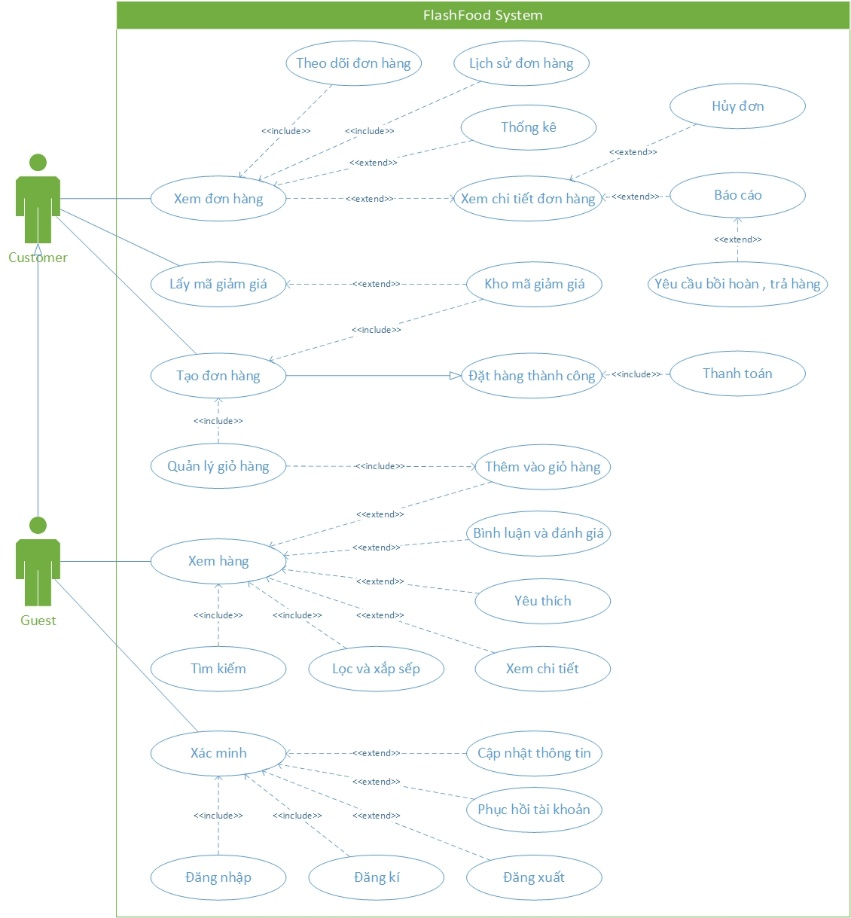 FlashFood System
Theo dõi đơn hàng
Lịch sử đơn hàng
Hủy đơn
Thống kê
<<include>>
<<include>>
<<extend>>
<<extend>>
Xem đơn hàng
<<extend>>
Xem chi tiết đơn hàng
<<extend>>
Báo cáo
Customer
<<extend>>
Lấy mã giảm giá
<<extend>>
Kho mã giảm giá
Yêu cầu bồi hoàn , trả hàng
<<include>>
Tạo đơn hàng
Đặt hàng thành công
<<include>>
Thanh toán
<<include>>
Quản lý giỏ hàng
<<include>>
Thêm vào giỏ hàng
<<extend>>
Bình luận và đánh giá
<<extend>>
Xem hàng
<<extend>>
Yêu thích
Guest
<<include>>
<<include>>
<<extend>>
Tìm kiếm
Lọc và xắp sếp
Xem chi tiết
Xác minh
<<extend>>
Cập nhật thông tin
<<extend>>
Phục hồi tài khoản
<<include>>
<<include>>
<<extend>>
Đăng nhập
Đăng kí
Đăng xuất